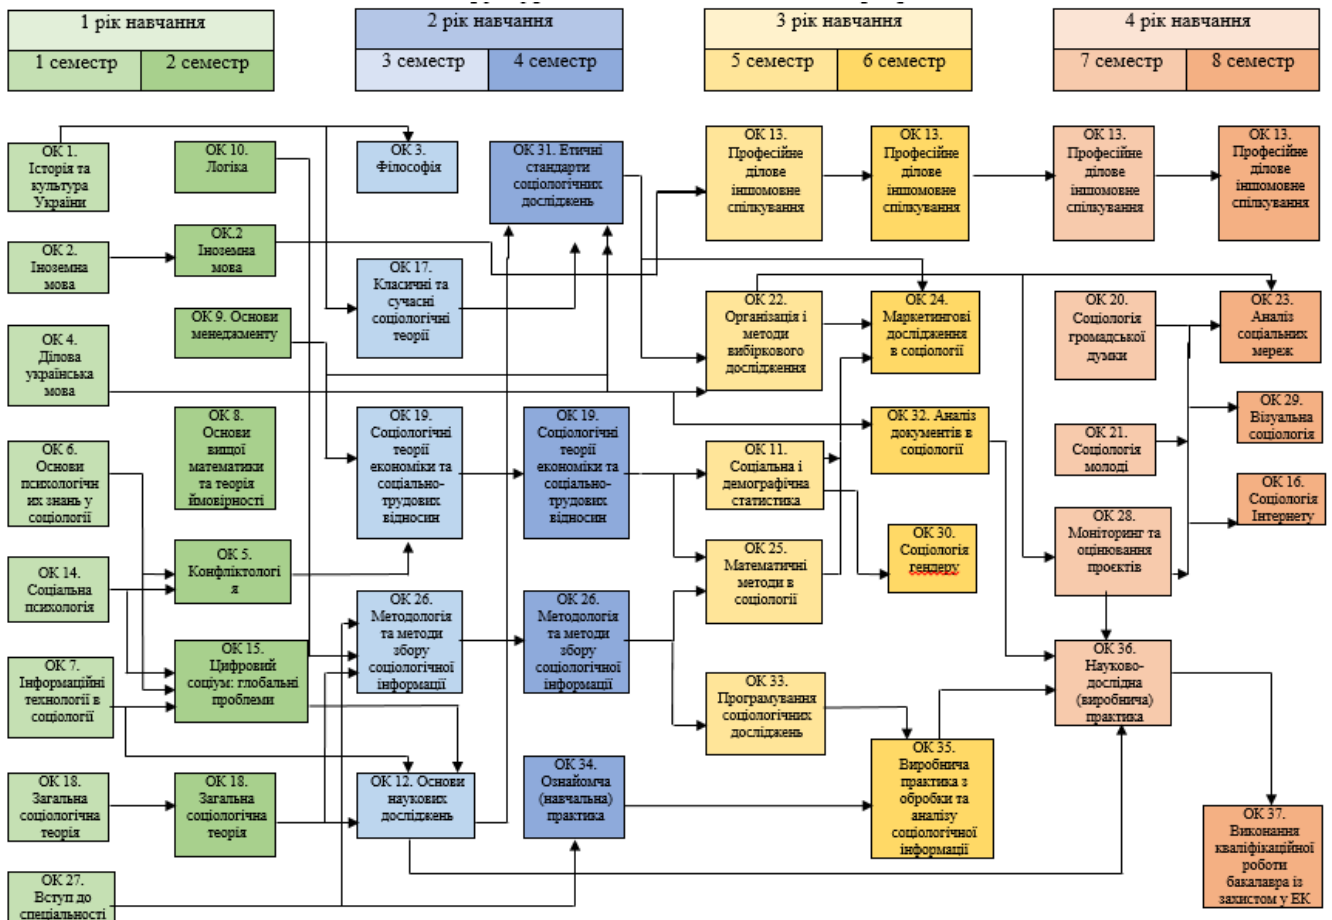 1 рік навчання
2 рік навчання
3 рік навчання
4 рік навчання
1 семестр
2 семестр
3 семестр
4 семестр
5 семестр
6 семестр
7 семестр
8 семестр
ОК 1.
Історія та
культура
України
ОК 2.
Іноземна
мова
ОК 4.
Ділова
українська
мова
ОК 6.
Основи
психологіч
них знань у
соціології
ОК 14.
Соціальна
психологія
ОК 7.
Інформаційні
технології в
соціології
ОК 18.
Загальна
соціологічна
теорія
ОК 27.
Вступ до
спеціальності
ОК 10.
Логіка
ОК.2
Іноземна
мова
ОК 9. Основи
менеджменту
ОК 8.
Основи
вищої
математики
та теорія
ймовірності
ОК 5.
Конфліктологі
я
ОК 15.
Цифровий
соціум: глобальні
проблеми
ОК 18.
Загальна
соціологічна
теорія
ОК 3.
Філософія
ОК 17.
Класичні та
сучасні
соціологічні
теорії
ОК 19.
Соціологічні
теорії
економіки та
соціально-
трудових
відносин
ОК 26.
Методологія
та методи
збору
соціологічної
інформації
ОК 12. Основи
наукових
досліджень
ОК 31. Етичні
стандарти
соціологічних
досліджень
ОК 19.
Соціологічні
теорії
економіки та
соціально-
трудових
відносин
ОК 26.
Методологія
та методи
збору
соціологічної
інформації
ОК 34.
Ознайомча
(навчальна)
практика
ОК 13.
Професійне
ділове
іншомовне
спілкування
ОК 22.
Організація і
методи
вибіркового
дослідження
ОК 11.
Соціальна і
демографічна
статистика
ОК 25.
Математичні
методи в
соціології
ОК 33.
Програмування
соціологічних
досліджень
ОК 13.
Професійне
ділове
іншомовне
спілкування
ОК 24.
Маркетингові
дослідження
в соціології
ОК 32. Аналіз
документів в
соціології
ОК 30.
Соціологія
гендеру
ОК 35.
Виробнича
практика з
обробки та
аналізу
соціологічної
інформації
ОК 13.
Професійне
ділове
іншомовне
спілкування
ОК 20.
Соціологія
громадської
думки
ОК 21.
Соціологія
молоді
ОК 28.
Моніторинг та
оцінювання
проєктів
ОК 36.
Науково-
дослідна
(виробнича)
практика
ОК 13.
Професійне
ділове
іншомовне
спілкування
ОК 23.
Аналіз
соціальних
мереж
ОК 29.
Візуальна
соціологія
ОК 16.
Соціологія
Інтернету
ОК 37.
Виконання
кваліфікаційної
роботи
бакалавра із
захистом у ЕК